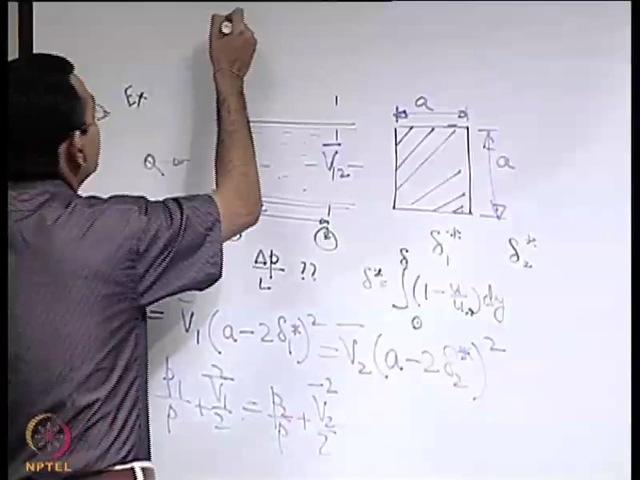 Ex
a
Q
V̄₁₂
a
②
δ₁* δ₂*
Δp/L ??
δ* = ∫₀^δ (1 - u/u∞) dy
= V̄₁(a-2δ₁*)² = V̄₂(a-2δ₂*)²
p₁/ρ + V̄₁²/2 = p₂/ρ + V̄₂²/2
NPTEL